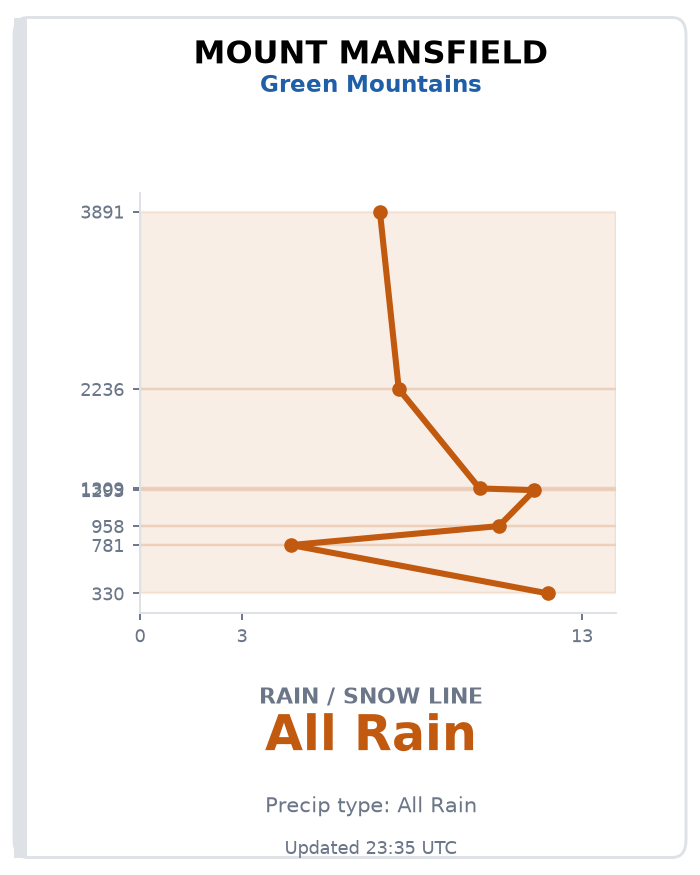 MOUNT MANSFIELD
Green Mountains
3891
2236
958
781
330
0
3
13
RAIN / SNOW LINE
All Rain
Precip type: All Rain
Updated 23:35 UTC